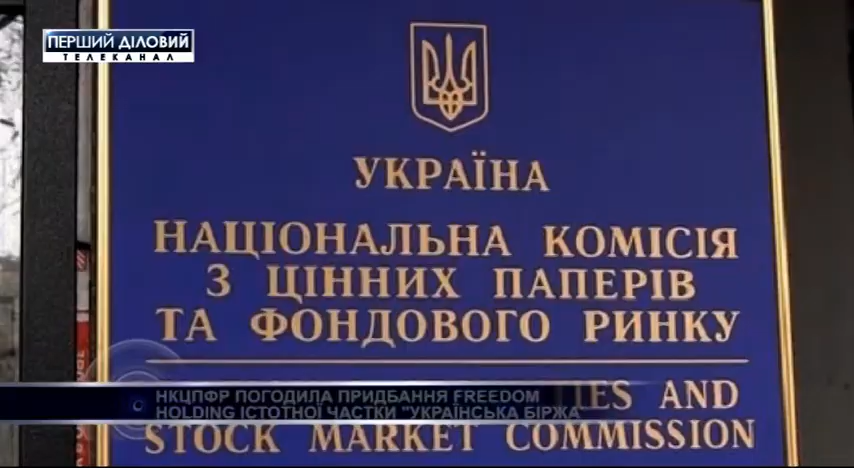 ПЕРШИЙ ДІЛОВИЙ
ТЕЛЕКАНАЛ
УКРАЇНА
НАЦІОНАЛЬНА КОМІСІЯ
З ЦІННИХ ПАПЕРІВ
ТА ФОНДОВОГО РИНКУ
НКЦПФР ПОГОДИЛА ПРИДБАННЯ FREEDOM
HOLDING ІСТОТНОЇ ЧАСТКИ "УКРАЇНСЬКА БІРЖА"
AND
STOCK MARKET COMMISSION